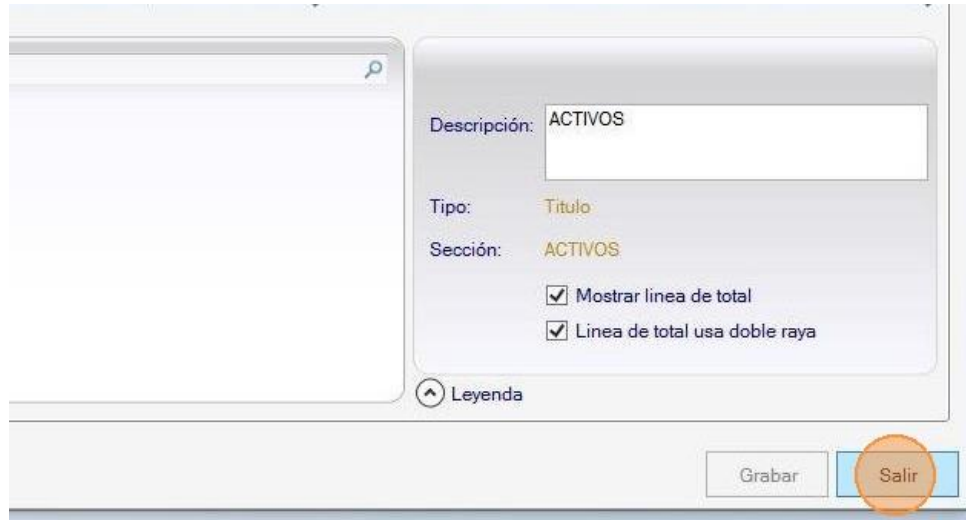 Descripción: ACTIVOS
Tipo: Titulo
Sección: ACTIVOS
Mostrar linea de total
Linea de total usa doble raya
Leyenda
Grabar Salir